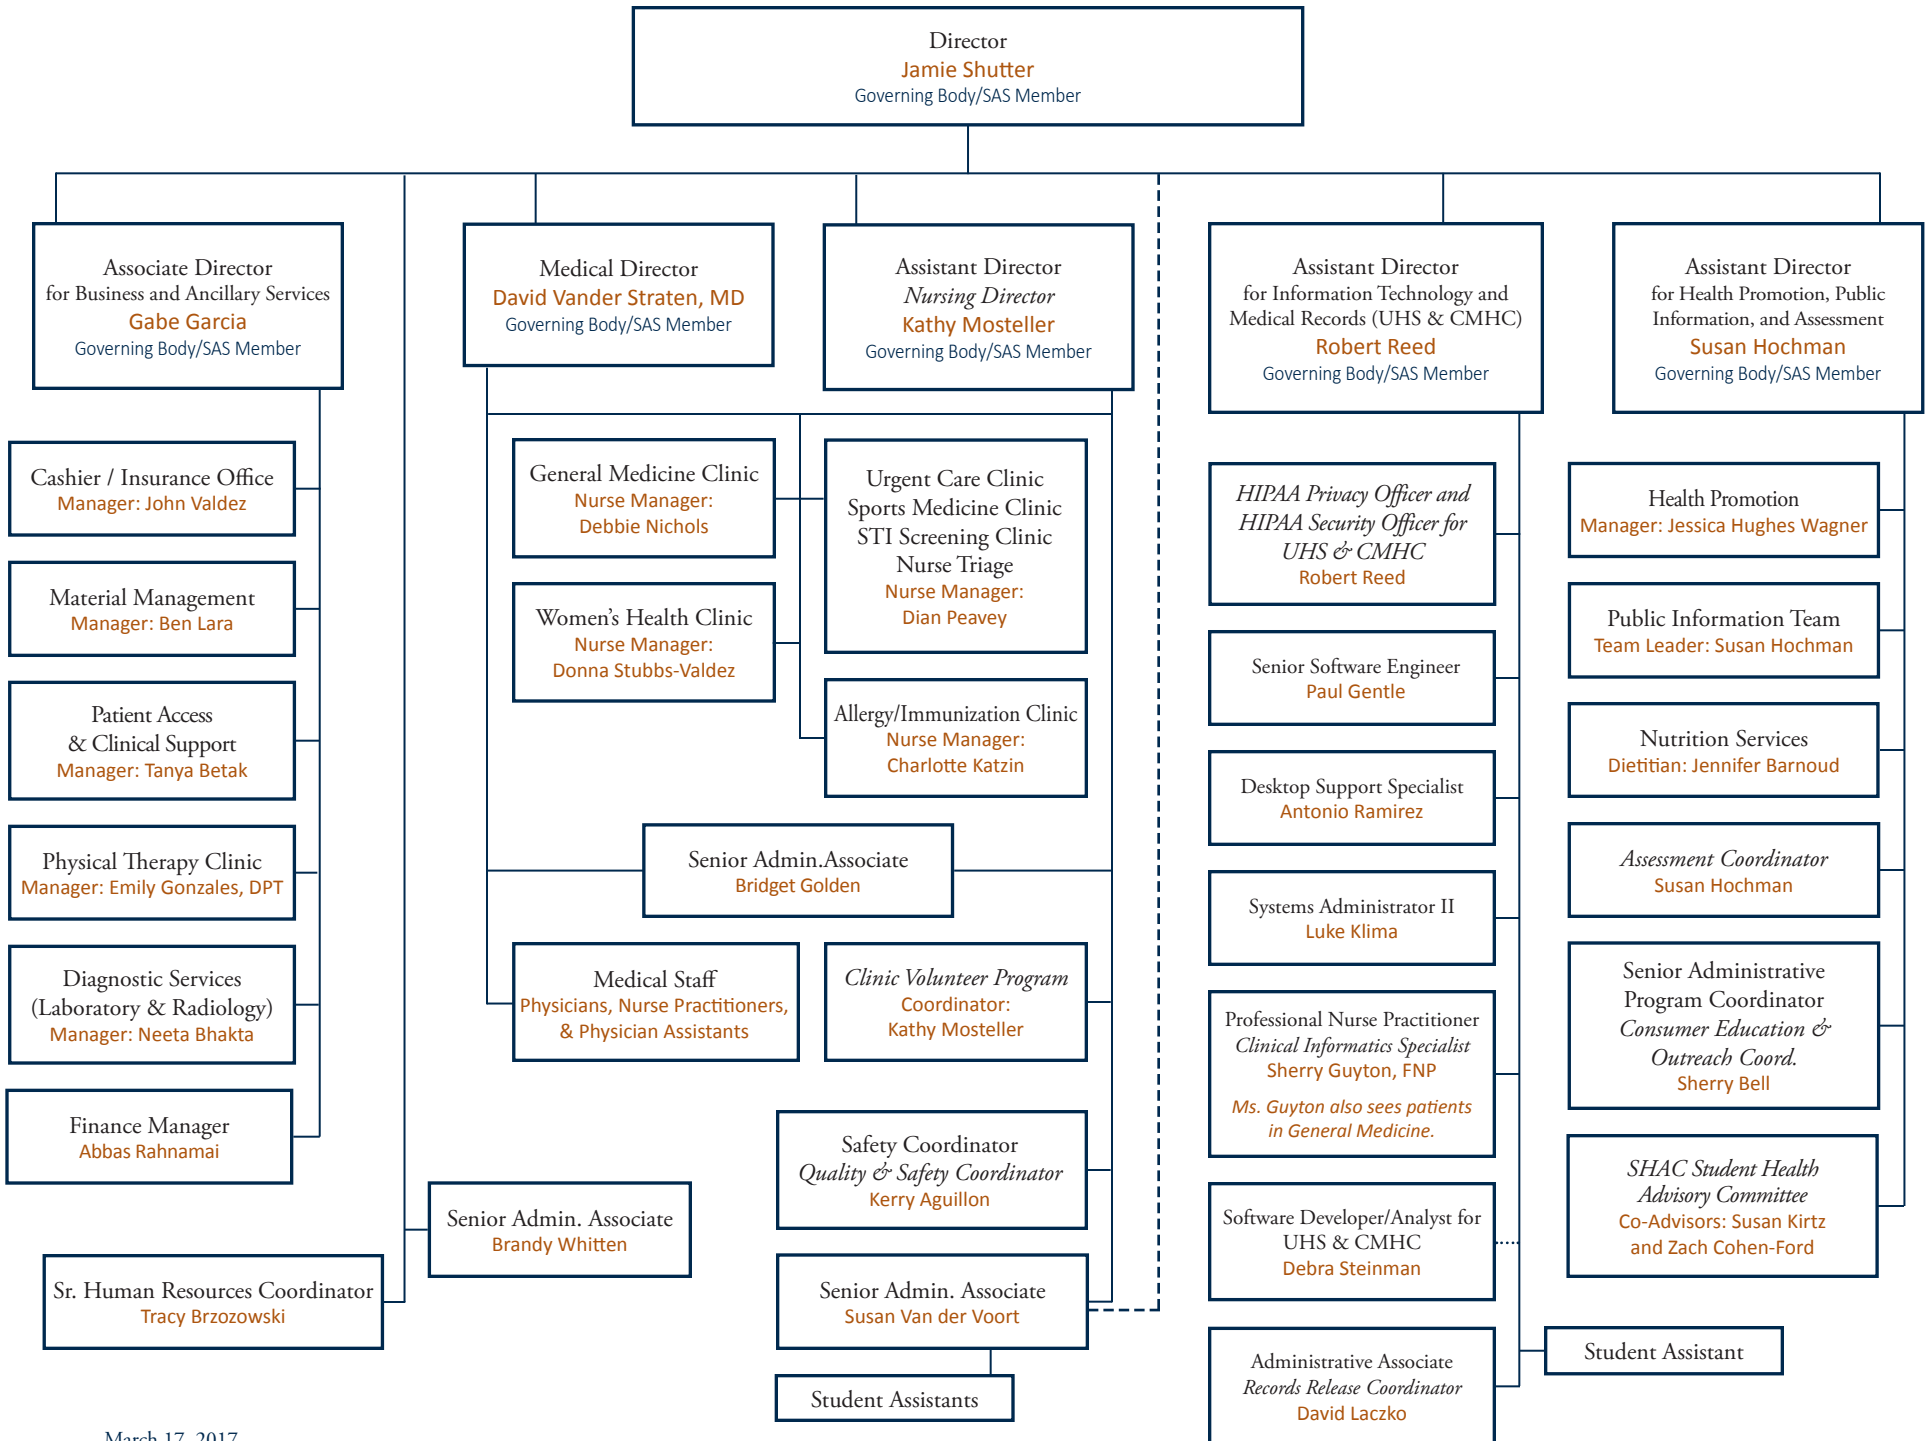 Director
Jamie Shutter
Governing Body/SAS Member
Associate Director
for Business and Ancillary Services
Gabe Garcia
Governing Body/SAS Member
Medical Director
David Vander Straten, MD
Governing Body/SAS Member
Assistant Director
Nursing Director
Kathy Mosteller
Governing Body/SAS Member
Assistant Director
for Information Technology and
Medical Records (UHS & CMHC)
Robert Reed
Governing Body/SAS Member
Assistant Director
for Health Promotion, Public
Information, and Assessment
Susan Hochman
Governing Body/SAS Member
Cashier / Insurance Office
Manager: John Valdez
Material Management
Manager: Ben Lara
Patient Access
& Clinical Support
Manager: Tanya Betak
Physical Therapy Clinic
Manager: Emily Gonzales, DPT
Diagnostic Services
(Laboratory & Radiology)
Manager: Neeta Bhakta
Finance Manager
Abbas Rahnamai
Sr. Human Resources Coordinator
Tracy Brzozowski
Senior Admin. Associate
Brandy Whitten
General Medicine Clinic
Nurse Manager:
Debbie Nichols
Women's Health Clinic
Nurse Manager:
Donna Stubbs-Valdez
Urgent Care Clinic
Sports Medicine Clinic
STI Screening Clinic
Nurse Triage
Nurse Manager:
Dian Peavey
Allergy/Immunization Clinic
Nurse Manager:
Charlotte Katzin
Senior Admin.Associate
Bridget Golden
Medical Staff
Physicians, Nurse Practitioners,
& Physician Assistants
Clinic Volunteer Program
Coordinator:
Kathy Mosteller
Safety Coordinator
Quality & Safety Coordinator
Kerry Aguillon
Senior Admin. Associate
Susan Van der Voort
Student Assistants
HIPAA Privacy Officer and
HIPAA Security Officer for
UHS & CMHC
Robert Reed
Senior Software Engineer
Paul Gentle
Desktop Support Specialist
Antonio Ramirez
Systems Administrator II
Luke Klima
Professional Nurse Practitioner
Clinical Informatics Specialist
Sherry Guyton, FNP
Ms. Guyton also sees patients
in General Medicine.
Software Developer/Analyst for
UHS & CMHC
Debra Steinman
Administrative Associate
Records Release Coordinator
David Laczko
Student Assistant
Health Promotion
Manager: Jessica Hughes Wagner
Public Information Team
Team Leader: Susan Hochman
Nutrition Services
Dietitian: Jennifer Barnoud
Assessment Coordinator
Susan Hochman
Senior Administrative
Program Coordinator
Consumer Education &
Outreach Coord.
Sherry Bell
SHAC Student Health
Advisory Committee
Co-Advisors: Susan Kirtz
and Zach Cohen-Ford
March 17, 2017